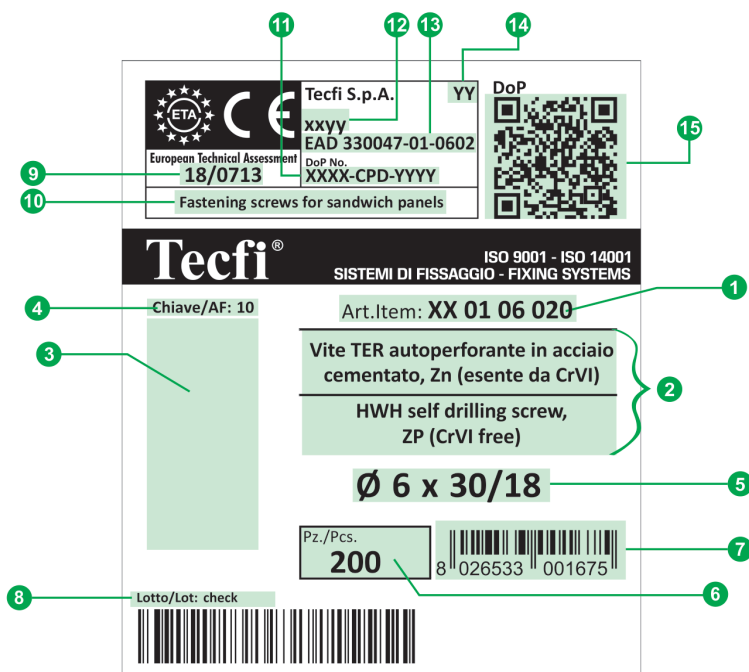 11
12
13
14
ETA
CE
Tecfi S.p.A.
YY
DoP
xxyy
EAD 330047-01-0602
15
European Technical Assessment
DoP No.
9
18/0713
XXXX-CPD-YYYY
10
Fastening screws for sandwich panels
Tecfi®
ISO 9001 - ISO 14001
SISTEMI DI FISSAGGIO - FIXING SYSTEMS
1
4
Chiave/AF: 10
Art.Item: XX 01 06 020
3
Vite TER autoperforante in acciaio
cementato, Zn (esente da CrVI)
2
HWH self drilling screw,
ZP (CrVI free)
Ø 6 x 30/18
5
Pz./Pcs.
200
8 026533 001675
7
6
8
Lotto/Lot: check